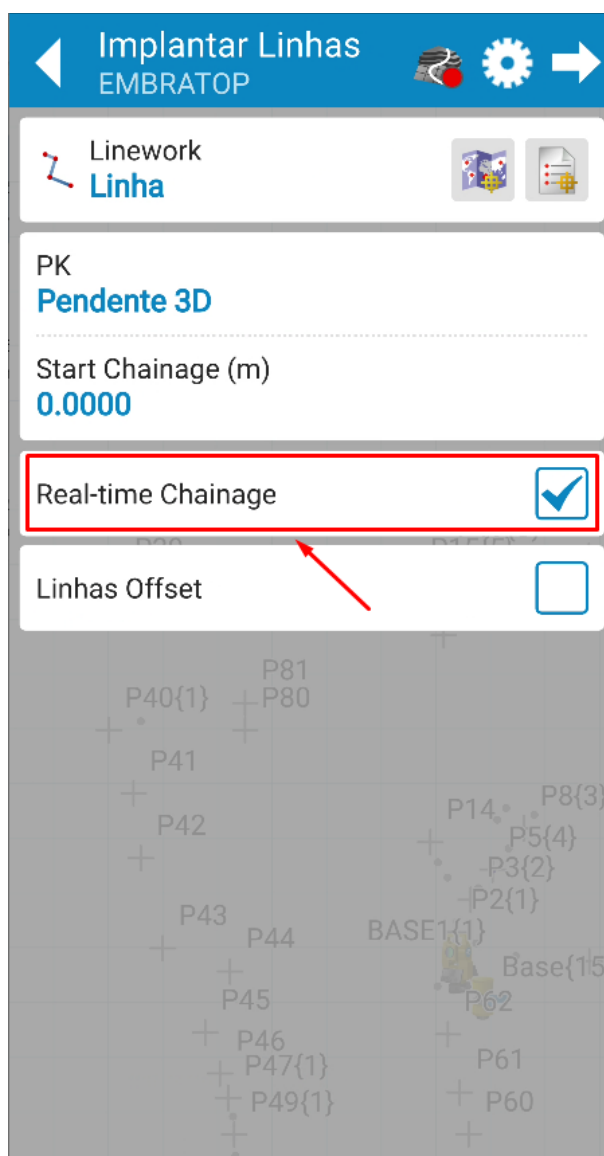 Implantar Linhas
EMBRATOP
Linework
Linha
PK
Pendente 3D
Start Chainage (m)
0.0000
Real-time Chainage
Linhas Offset
P81
P40{1}
P80
P41
P42
P14
P8{3}
P5{4}
P3{2}
P2{1}
P43
P44
BASE1{1}
Base{15
P45
P62
P46
P47{1}
P61
P49{1}
P60